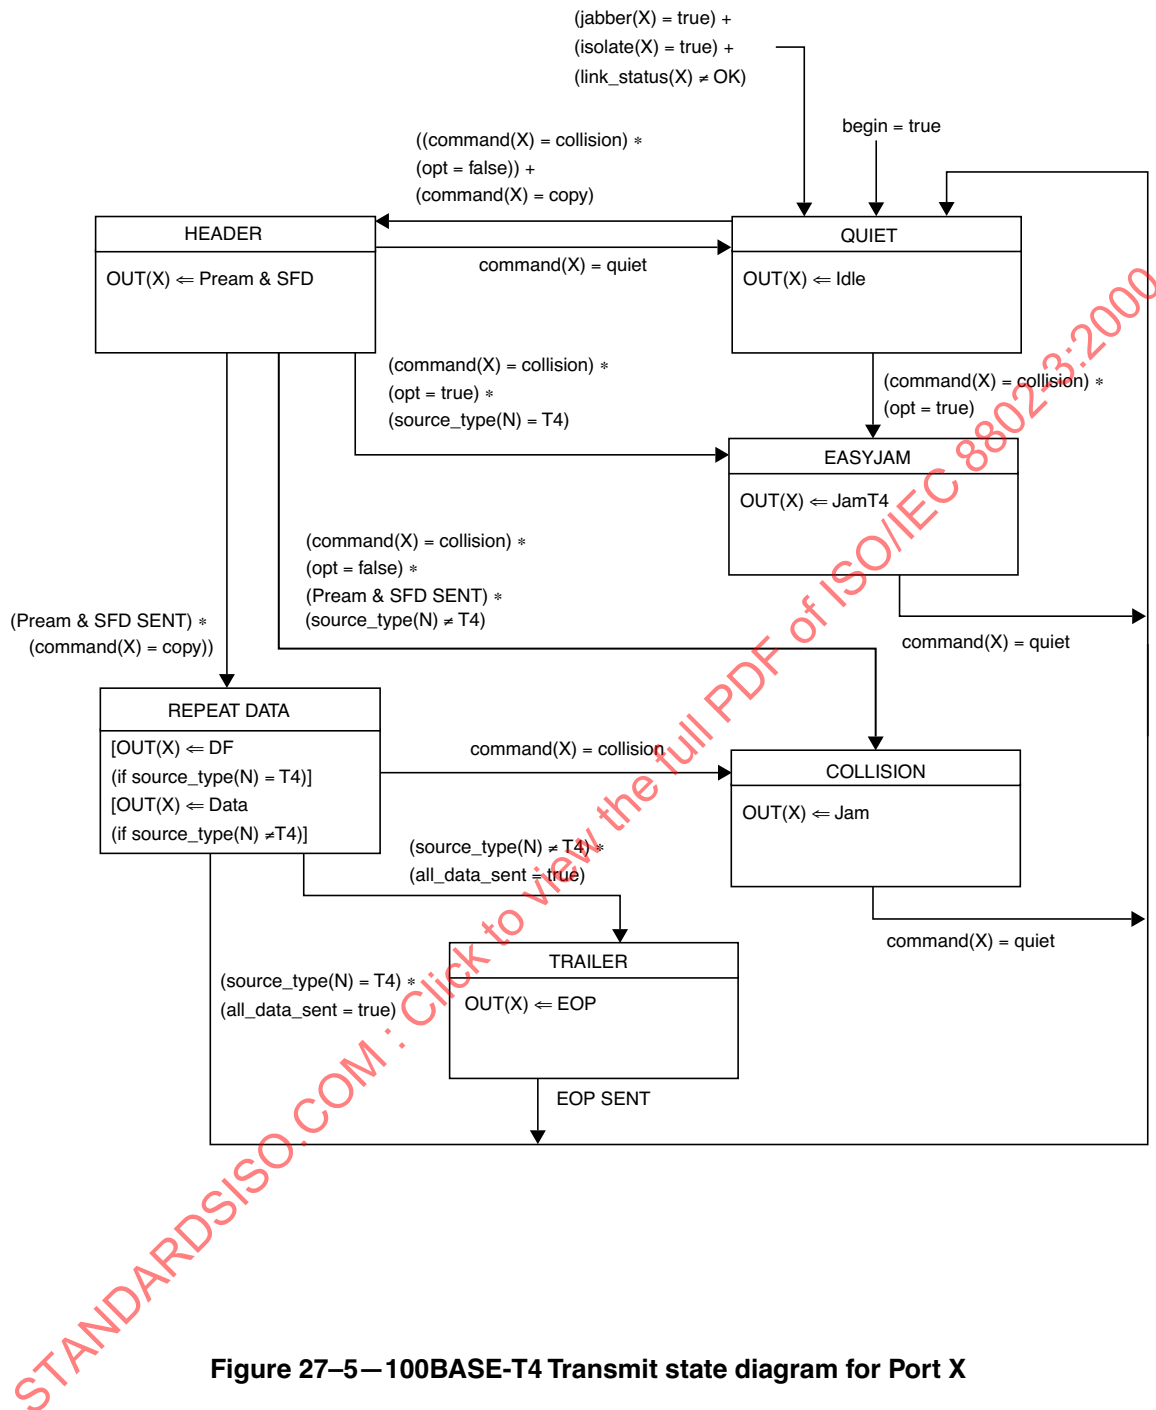 (jabber(X) = true) +
(isolate(X) = true) +
(link_status(X) ≠ OK)
begin = true
((command(X) = collision) *
(opt = false)) +
(command(X) = copy)
HEADER
OUT(X) ⇐ Pream & SFD
command(X) = quiet
QUIET
OUT(X) ⇐ Idle
(command(X) = collision) *
(opt = true) *
(source_type(N) = T4)
(command(X) = collision) *
(opt = true)
EASYJAM
OUT(X) ⇐ JamT4
(command(X) = collision) *
(opt = false) *
(Pream & SFD SENT) *
(source_type(N) ≠ T4)
(Pream & SFD SENT) *
(command(X) = copy))
command(X) = quiet
REPEAT DATA
[OUT(X) ⇐ DF
(if source_type(N) = T4)]
[OUT(X) ⇐ Data
(if source_type(N) ≠T4)]
command(X) = collision
COLLISION
OUT(X) ⇐ Jam
(source_type(N) ≠ T4) *
(all_data_sent = true)
command(X) = quiet
TRAILER
OUT(X) ⇐ EOP
(source_type(N) = T4) *
(all_data_sent = true)
EOP SENT
STANDARDSISO.COM : Click to view the full PDF of ISO/IEC 8802-3:2000
Figure 27–5—100BASE-T4 Transmit state diagram for Port X